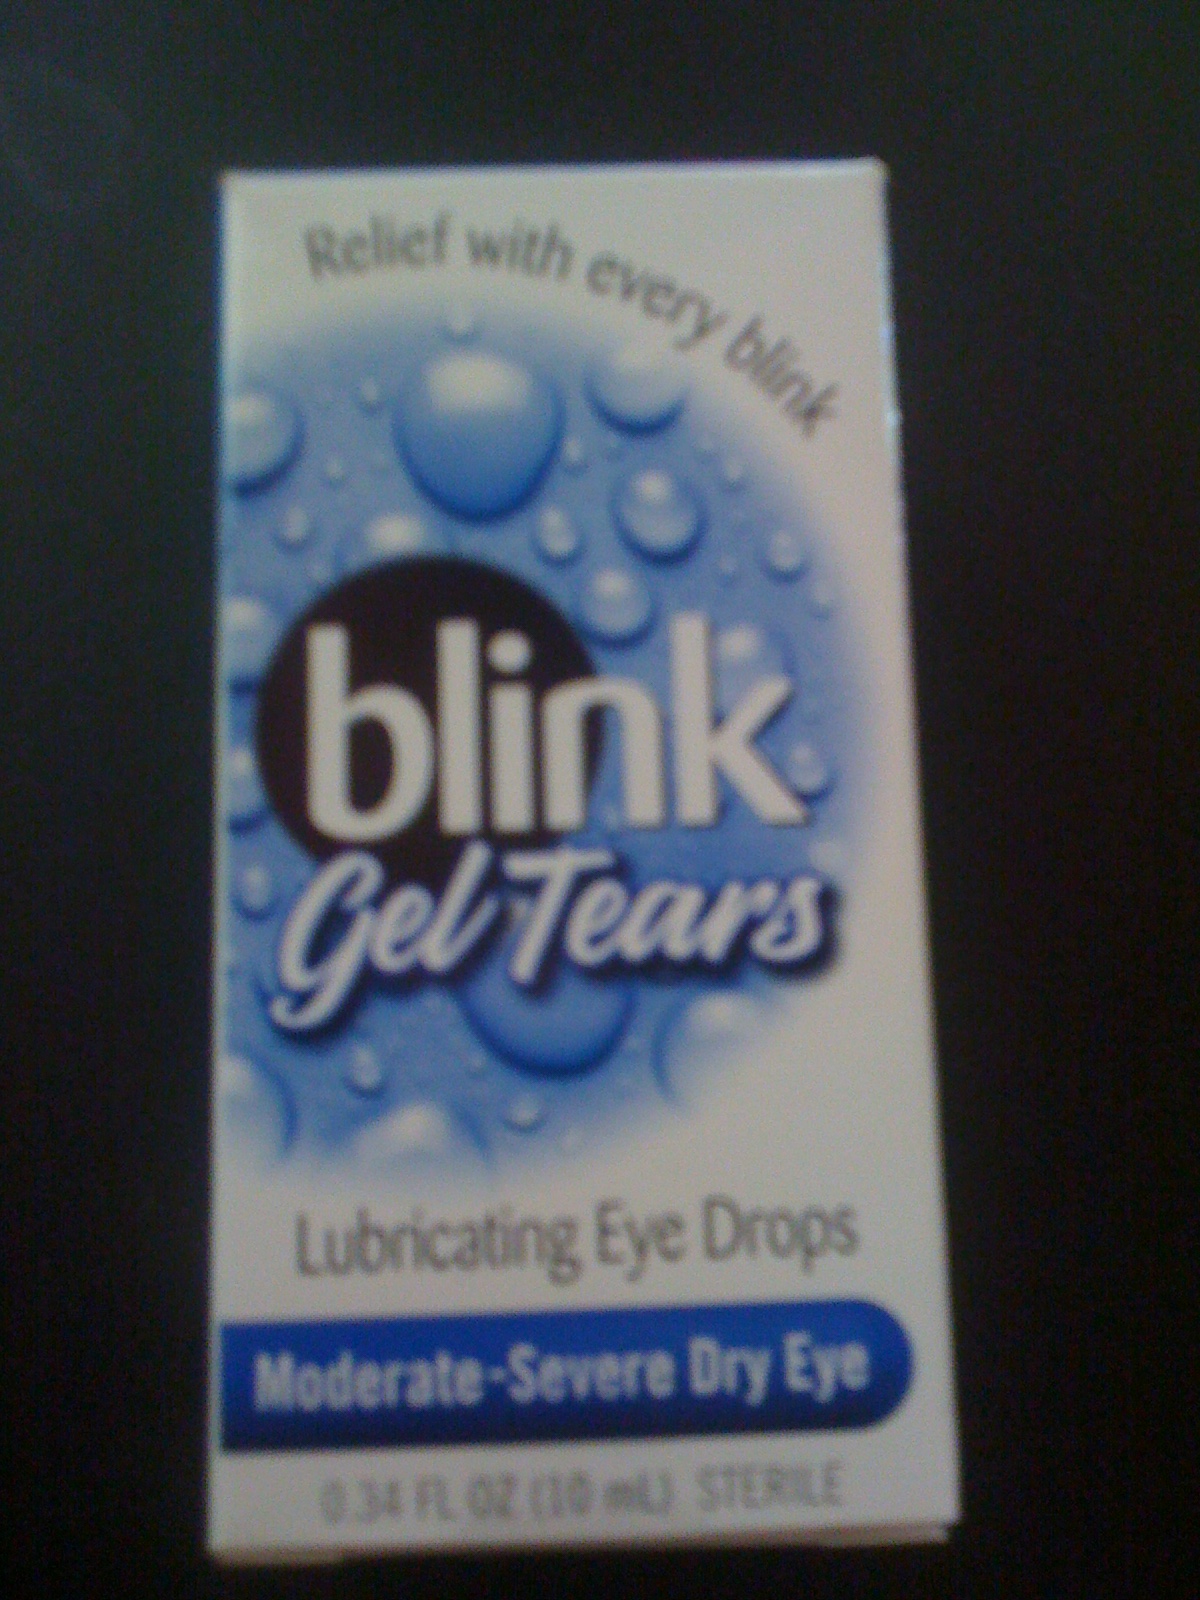 Relief with every blink
blink
Gel Tears
Lubricating Eye Drops
Moderate-Severe Dry Eye
0.34 FL OZ (10 mL) STERILE